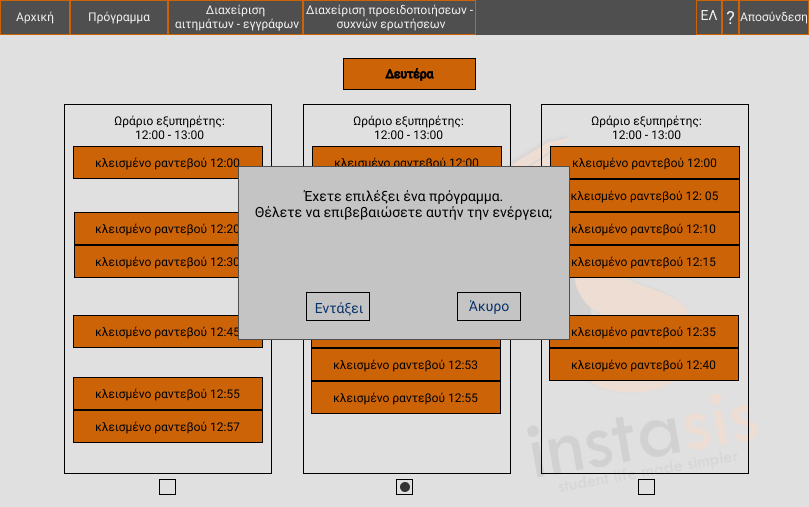 Αρχική
Πρόγραμμα
Διαχείριση
αιτημάτων - εγγράφων
Διαχείριση προειδοποιήσεων -
συχνών ερωτήσεων
ΕΛ
?
Αποσύνδεση
Δευτέρα
Ωράριο εξυπηρέτης:
12:00 - 13:00
κλεισμένο ραντεβού 12:00
κλεισμένο ραντεβού 12:20
κλεισμένο ραντεβού 12:30
κλεισμένο ραντεβού 12:45
κλεισμένο ραντεβού 12:55
κλεισμένο ραντεβού 12:57
Ωράριο εξυπηρέτης:
12:00 - 13:00
κλεισμένο ραντεβού 12:00
κλεισμένο ραντεβού 12:53
κλεισμένο ραντεβού 12:55
Ωράριο εξυπηρέτης:
12:00 - 13:00
κλεισμένο ραντεβού 12:00
κλεισμένο ραντεβού 12: 05
κλεισμένο ραντεβού 12:10
κλεισμένο ραντεβού 12:15
κλεισμένο ραντεβού 12:35
κλεισμένο ραντεβού 12:40
Έχετε επιλέξει ένα πρόγραμμα.
Θέλετε να επιβεβαιώσετε αυτήν την ενέργεια;
Εντάξει
Άκυρο
instasis
student life made simpler